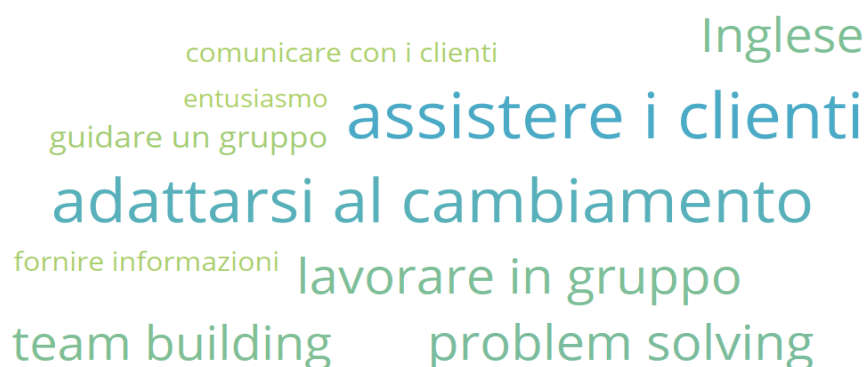 Inglese
comunicare con i clienti
entusiasmo
assistere i clienti
guidare un gruppo
adattarsi al cambiamento
fornire informazioni
lavorare in gruppo
team building
problem solving